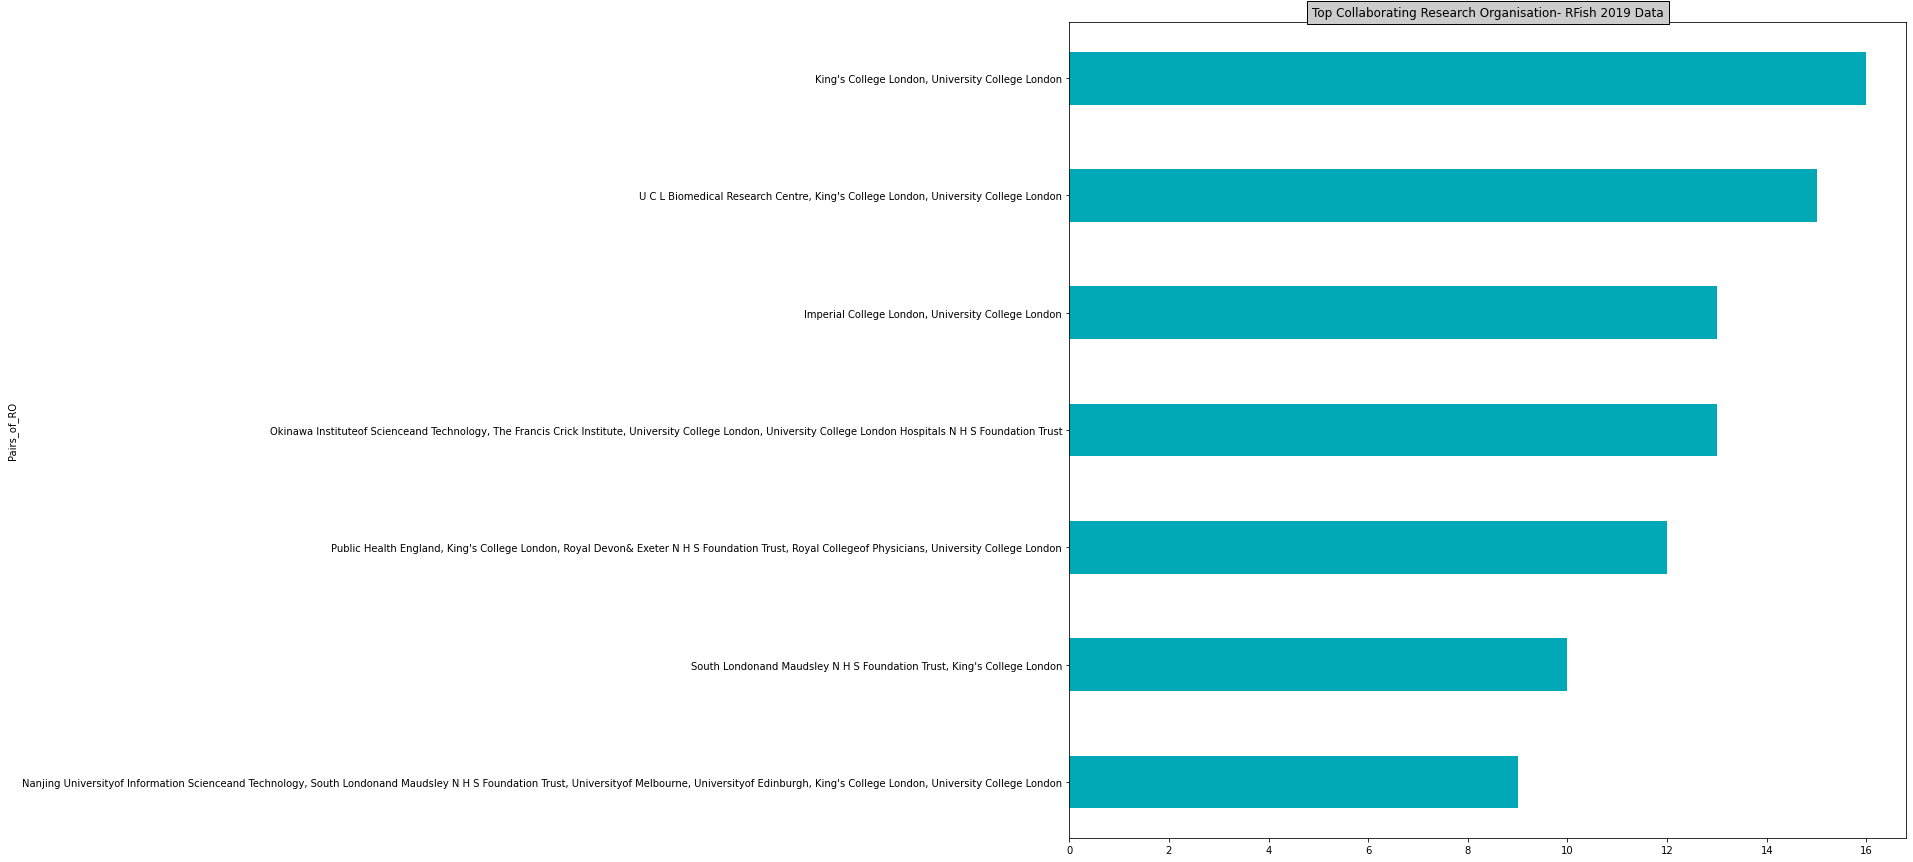 Top Collaborating Research Organisation- RFish 2019 Data
King's College London, University College London
U C L Biomedical Research Centre, King's College London, University College London
Imperial College London, University College London
Okinawa Instituteof Scienceand Technology, The Francis Crick Institute, University College London, University College London Hospitals N H S Foundation Trust
Public Health England, King's College London, Royal Devon& Exeter N H S Foundation Trust, Royal Collegeof Physicians, University College London
South Londonand Maudsley N H S Foundation Trust, King's College London
Nanjing Universityof Information Scienceand Technology, South Londonand Maudsley N H S Foundation Trust, Universityof Melbourne, Universityof Edinburgh, King's College London, University College London
Pairs_of_RO
0 2 4 6 8 10 12 14 16